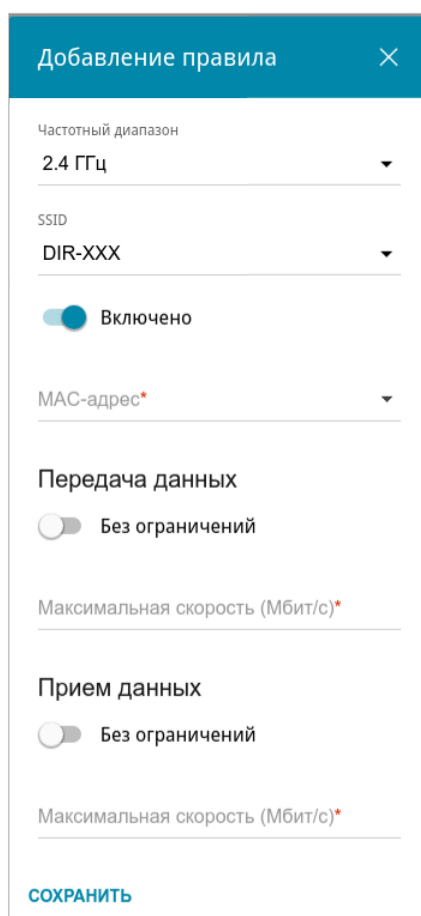 Добавление правила
Частотный диапазон
2.4 ГГц
SSID
DIR-XXX
Включено
MAC-адрес*
Передача данных
Без ограничений
Максимальная скорость (Мбит/с)*
Прием данных
Без ограничений
Максимальная скорость (Мбит/с)*
СОХРАНИТЬ